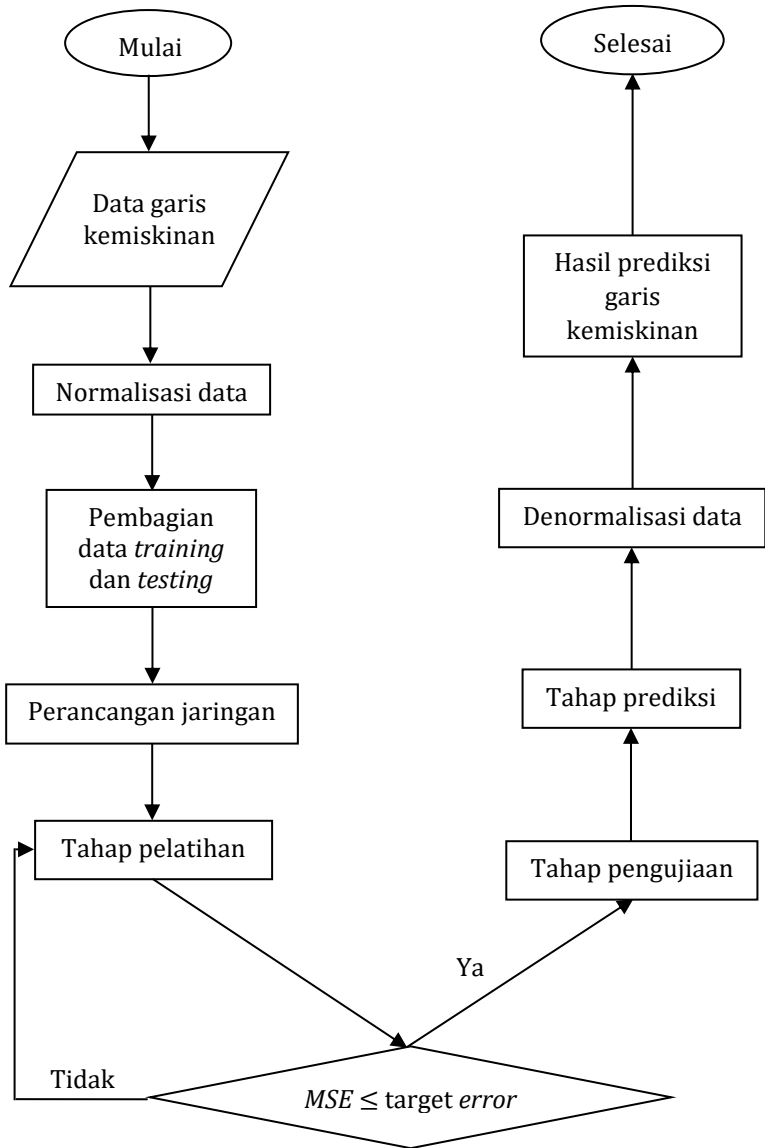 Mulai
Data garis
kemiskinan
Normalisasi data
Pembagian
data training
dan testing
Perancangan jaringan
Tahap pelatihan
Tidak
MSE ≤ target error
Ya
Tahap pengujiaan
Tahap prediksi
Denormalisasi data
Hasil prediksi
garis
kemiskinan
Selesai